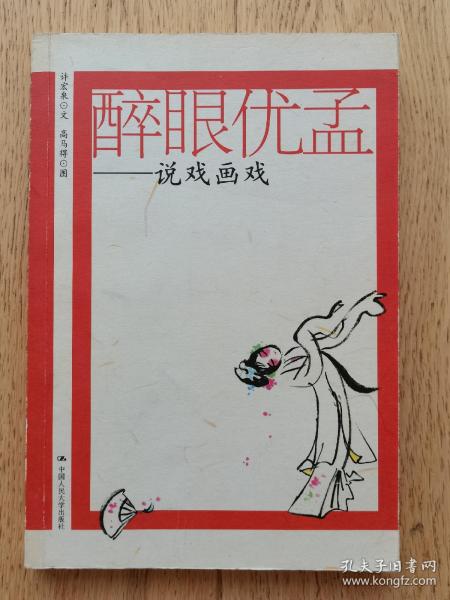 醉眼优孟
——说戏画戏
许宏泉⊙文 高马得⊙图
中国人民大学出版社
孔夫子旧书网
www.kongfz.com